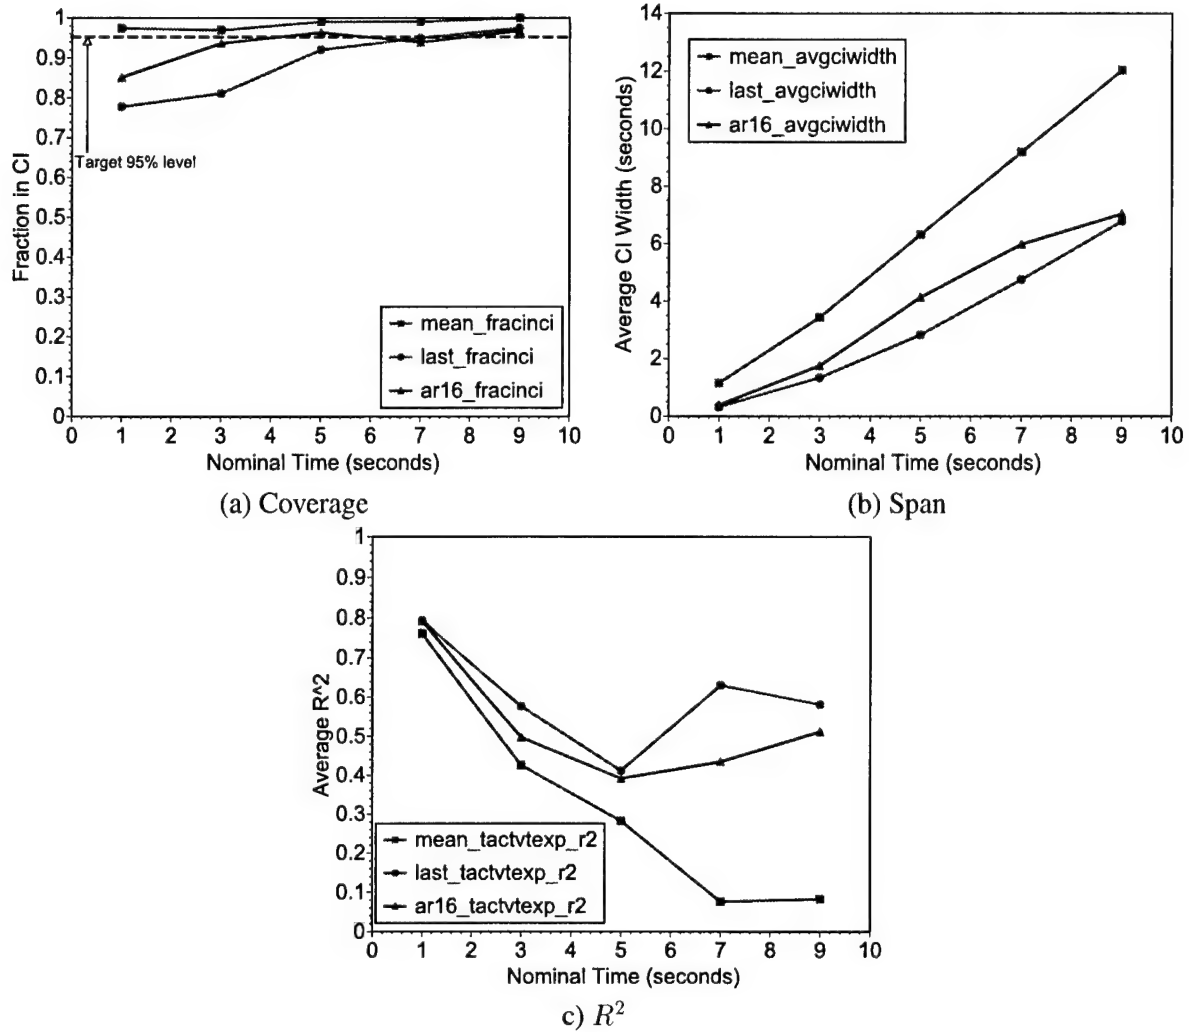 1
0.9
0.8
0.7
0.6
0.5
0.4
0.3
0.2
0.1
0
Fraction in CI
Target 95% level
mean_fracinci
last_fracinci
ar16_fracinci
0 1 2 3 4 5 6 7 8 9 10
Nominal Time (seconds)
(a) Coverage
14
12
10
8
6
4
2
0
Average CI Width (seconds)
mean_avgciwidth
last_avgciwidth
ar16_avgciwidth
0 1 2 3 4 5 6 7 8 9 10
Nominal Time (seconds)
(b) Span
1
0.9
0.8
0.7
0.6
0.5
0.4
0.3
0.2
0.1
0
Average R^2
mean_tactvtexp_r2
last_tactvtexp_r2
ar16_tactvtexp_r2
0 1 2 3 4 5 6 7 8 9 10
Nominal Time (seconds)
c) R²